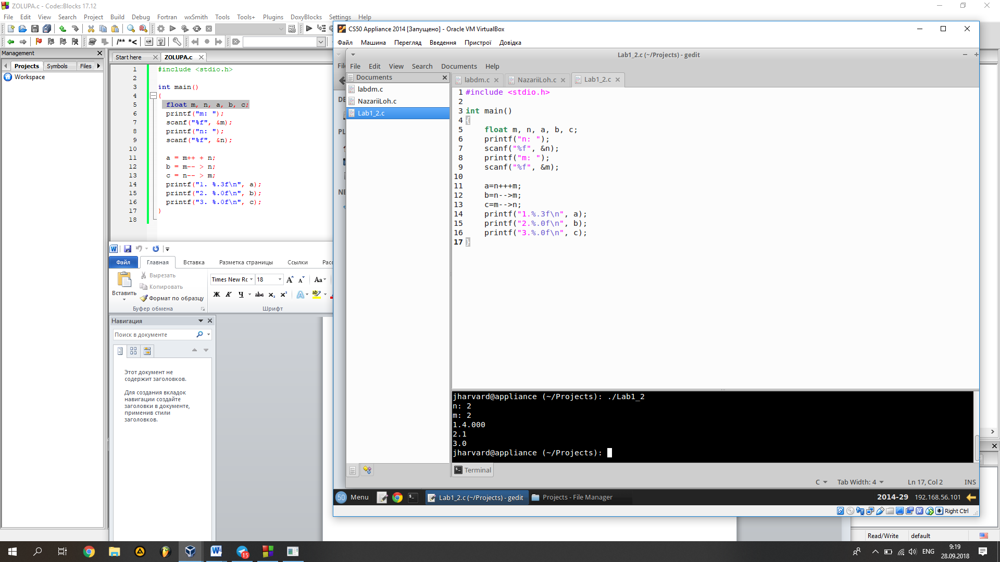 ZOLUPA.c - Code::Blocks 17.12
File Edit View Search Project Build Debug Fortran wxSmith Tools Tools+ Plugins DoxyBlocks Settings Help
/** *<
Management
Projects Symbols Files
Workspace
Start here ZOLUPA.c
1 #include <stdio.h>
2
3 int main()
4 {
5 float m, n, a, b, c;
6 printf("m: ");
7 scanf("%f", &m);
8 printf("n: ");
9 scanf("%f", &n);
10
11 a = m++ + n;
12 b = m-- > n;
13 c = n-- > m;
14 printf("1. %.3f\n", a);
15 printf("2. %.0f\n", b);
16 printf("3. %.0f\n", c);
17 }
18
Файл Главная Вставка Разметка страницы Ссылки
Вставить
Вырезать
Копировать
Формат по образцу
Буфер обмена
Times New Rc 18 Aa
Ж К Ч abc x₂ x²
Шрифт
Навигация
Поиск в документе
Этот документ не
содержит заголовков.
Для создания вкладок
навигации создайте
заголовки в документе,
применив стили
заголовков.
CS50 Appliance 2014 [Запущено] - Oracle VM VirtualBox
Файл Машина Перегляд Введення Пристрої Довідка
Lab1_2.c (~/Projects) - gedit
File Edit View Search Documents Help
Documents
labdm.c
NazariiLoh.c
Lab1_2.c
labdm.c NazariiLoh.c Lab1_2.c
1 #include <stdio.h>
2
3 int main()
4 {
5 float m, n, a, b, c;
6 printf("n: ");
7 scanf("%f", &n);
8 printf("m: ");
9 scanf("%f", &m);
10
11 a=n+++m;
12 b=n-->m;
13 c=m-->n;
14 printf("1.%.3f\n", a);
15 printf("2.%.0f\n", b);
16 printf("3.%.0f\n", c);
17 }
jharvard@appliance (~/Projects): ./Lab1_2
n: 2
m: 2
1.4.000
2.1
3.0
jharvard@appliance (~/Projects):
Terminal
C Tab Width: 4 Ln 17, Col 2 INS
50 Menu Lab1_2.c (~/Projects) - gedit Projects - File Manager 2014-29 192.168.56.101
Right Ctrl
Read/Write default
15 ENG 9:19
28.09.2018